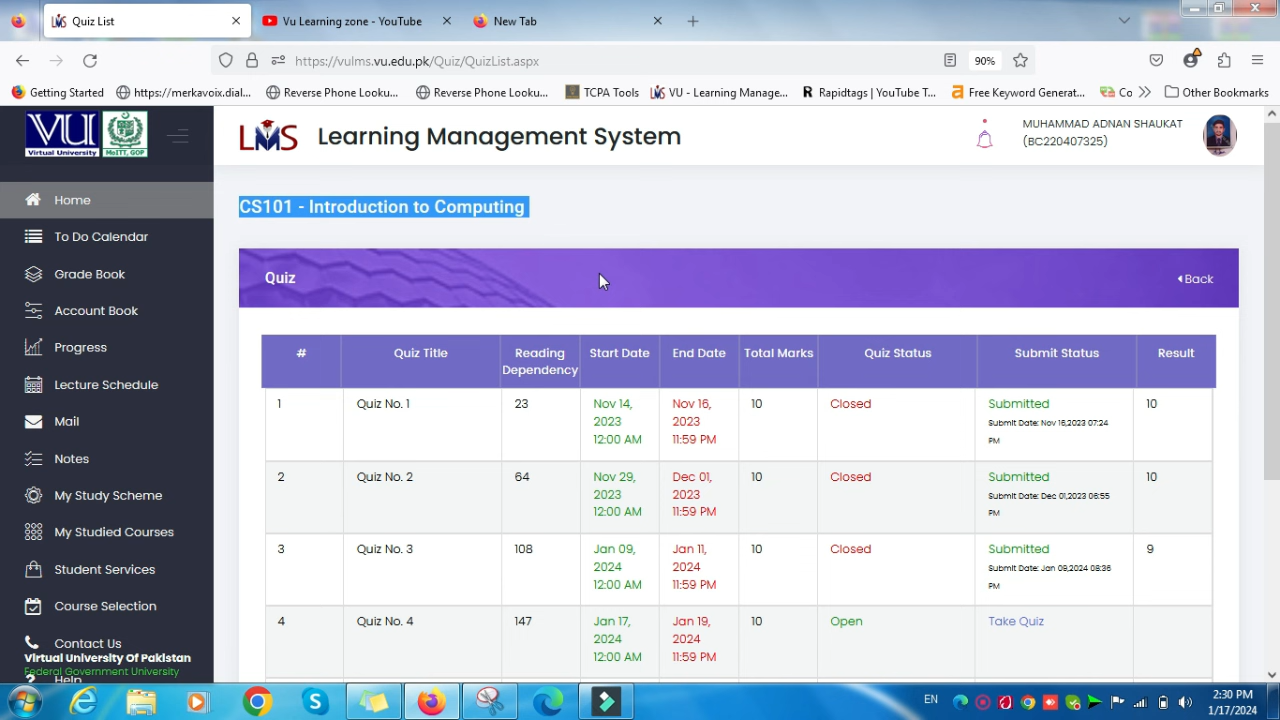 Quiz List
Vu Learning zone - YouTube
New Tab
https://vulms.vu.edu.pk/Quiz/QuizList.aspx
90%
Getting Started
https://merkavoix.dial...
Reverse Phone Looku...
Reverse Phone Looku...
TCPA Tools
VU - Learning Manage...
Rapidtags | YouTube T...
Free Keyword Generat...
Co
Other Bookmarks
VU
Virtual University
MoITT, GOP
LMS
Learning Management System
MUHAMMAD ADNAN SHAUKAT
(BC220407325)
Home
To Do Calendar
Grade Book
Account Book
Progress
Lecture Schedule
Mail
Notes
My Study Scheme
My Studied Courses
Student Services
Course Selection
Contact Us
Virtual University Of Pakistan
Federal Government University
Help
CS101 - Introduction to Computing
Quiz
Back
# Quiz Title Reading Dependency Start Date End Date Total Marks Quiz Status Submit Status Result
1 Quiz No. 1 23 Nov 14, 2023 12:00 AM Nov 16, 2023 11:59 PM 10 Closed Submitted Submit Date: Nov 16,2023 07:24 PM 10
2 Quiz No. 2 64 Nov 29, 2023 12:00 AM Dec 01, 2023 11:59 PM 10 Closed Submitted Submit Date: Dec 01,2023 06:55 PM 10
3 Quiz No. 3 108 Jan 09, 2024 12:00 AM Jan 11, 2024 11:59 PM 10 Closed Submitted Submit Date: Jan 09,2024 08:36 PM 9
4 Quiz No. 4 147 Jan 17, 2024 12:00 AM Jan 19, 2024 11:59 PM 10 Open Take Quiz
EN
2:30 PM
1/17/2024